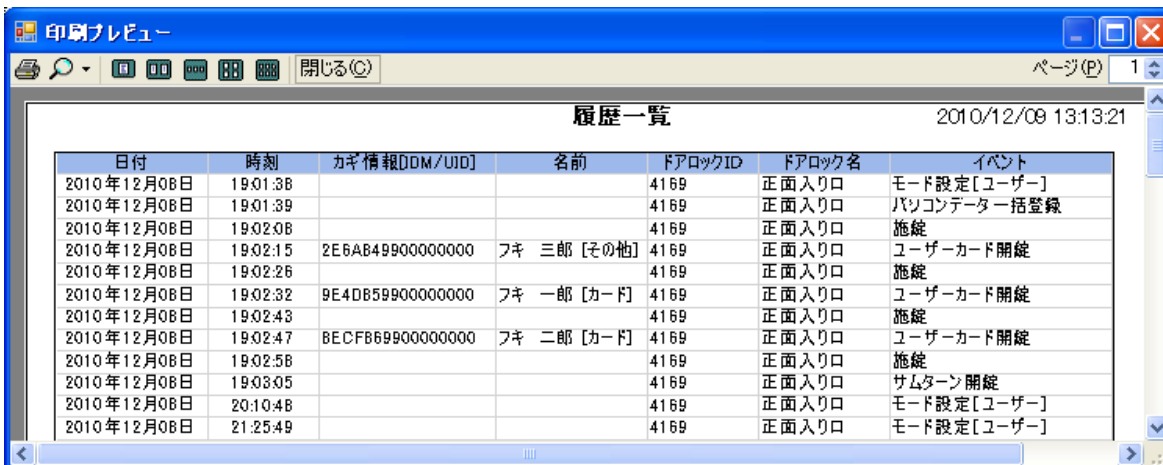 印刷プレビュー
閉じる(C) ページ(P) 1
履歴一覧 2010/12/09 13:13:21
日付 時刻 カギ情報[IDM/UID] 名前 ドアロックID ドアロック名 イベント
2010年12月08日 19:01:38 4169 正面入り口 モード設定[ユーザー]
2010年12月08日 19:01:39 4169 正面入り口 パソコンデータ一括登録
2010年12月08日 19:02:08 4169 正面入り口 施錠
2010年12月08日 19:02:15 2E6AB49900000000 フキ 三郎 [その他] 4169 正面入り口 ユーザーカード開錠
2010年12月08日 19:02:26 4169 正面入り口 施錠
2010年12月08日 19:02:32 9E4DB59900000000 フキ 一郎 [カード] 4169 正面入り口 ユーザーカード開錠
2010年12月08日 19:02:43 4169 正面入り口 施錠
2010年12月08日 19:02:47 BECFB69900000000 フキ 二郎 [カード] 4169 正面入り口 ユーザーカード開錠
2010年12月08日 19:02:58 4169 正面入り口 施錠
2010年12月08日 19:03:05 4169 正面入り口 サムターン開錠
2010年12月08日 20:10:48 4169 正面入り口 モード設定[ユーザー]
2010年12月08日 21:25:49 4169 正面入り口 モード設定[ユーザー]